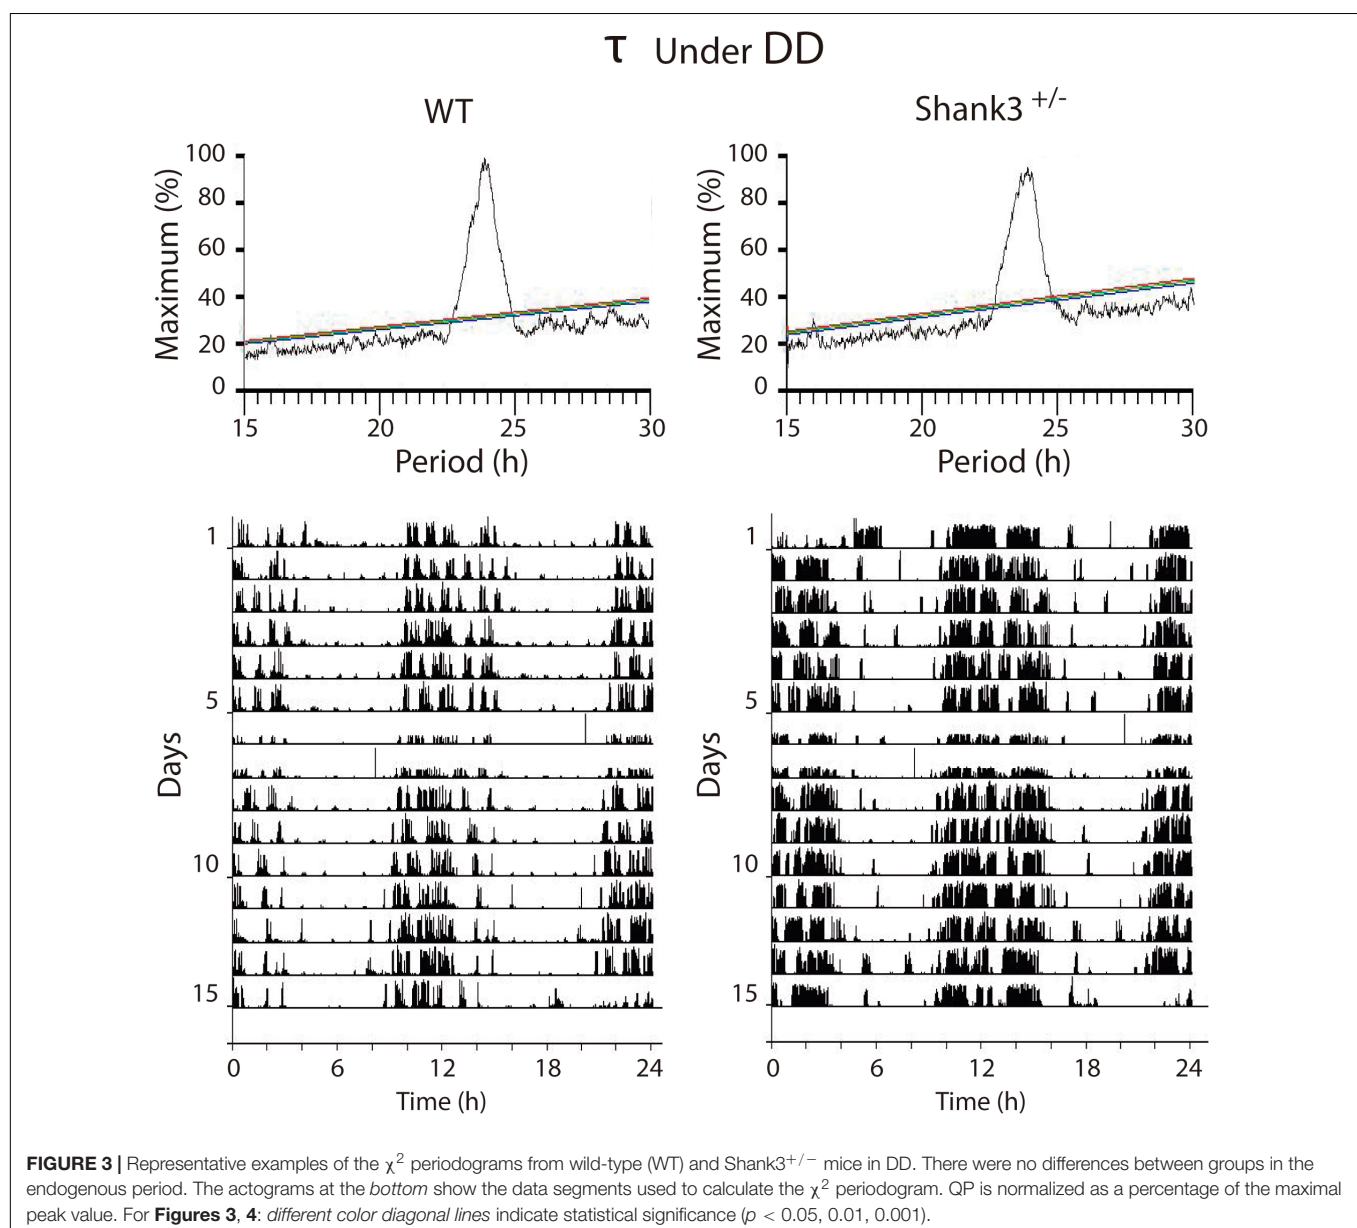 τ Under DD
WT
Shank3 +/-
100
80
60
40
20
0
Maximum (%)
15 20 25 30
Period (h)
100
80
60
40
20
0
Maximum (%)
15 20 25 30
Period (h)
1
5
10
15
Days
0 6 12 18 24
Time (h)
1
5
10
15
Days
0 6 12 18 24
Time (h)
FIGURE 3 | Representative examples of the χ² periodograms from wild-type (WT) and Shank3⁺/⁻ mice in DD. There were no differences between groups in the
endogenous period. The actograms at the bottom show the data segments used to calculate the χ² periodogram. QP is normalized as a percentage of the maximal
peak value. For Figures 3, 4: different color diagonal lines indicate statistical significance (p < 0.05, 0.01, 0.001).